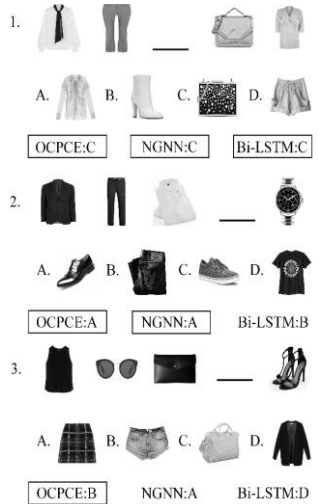 1.
A. B. C. D.
OCPCE:C NGNN:C Bi-LSTM:C
2.
A. B. C. D.
OCPCE:A NGNN:A Bi-LSTM:B
3.
A. B. C. D.
OCPCE:B NGNN:A Bi-LSTM:D